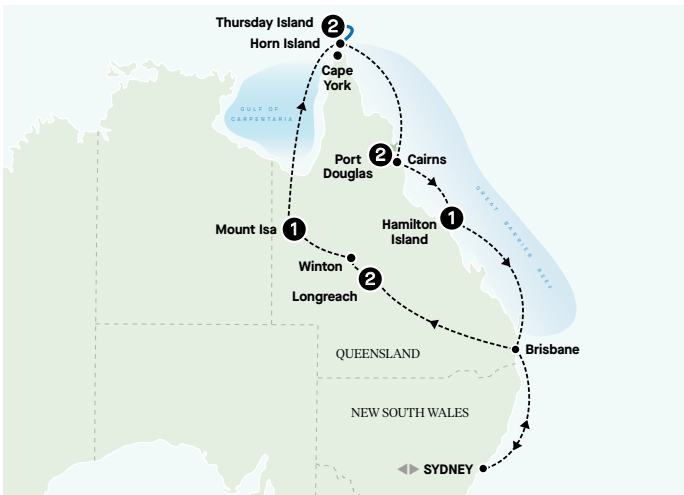 Thursday Island
2
Horn Island
Cape
York
GULF OF
CARPENTARIA
Port
Douglas
2
Cairns
GREAT BARRIER REEF
Hamilton
Island
1
Mount Isa
1
Winton
2
Longreach
Brisbane
QUEENSLAND
NEW SOUTH WALES
SYDNEY